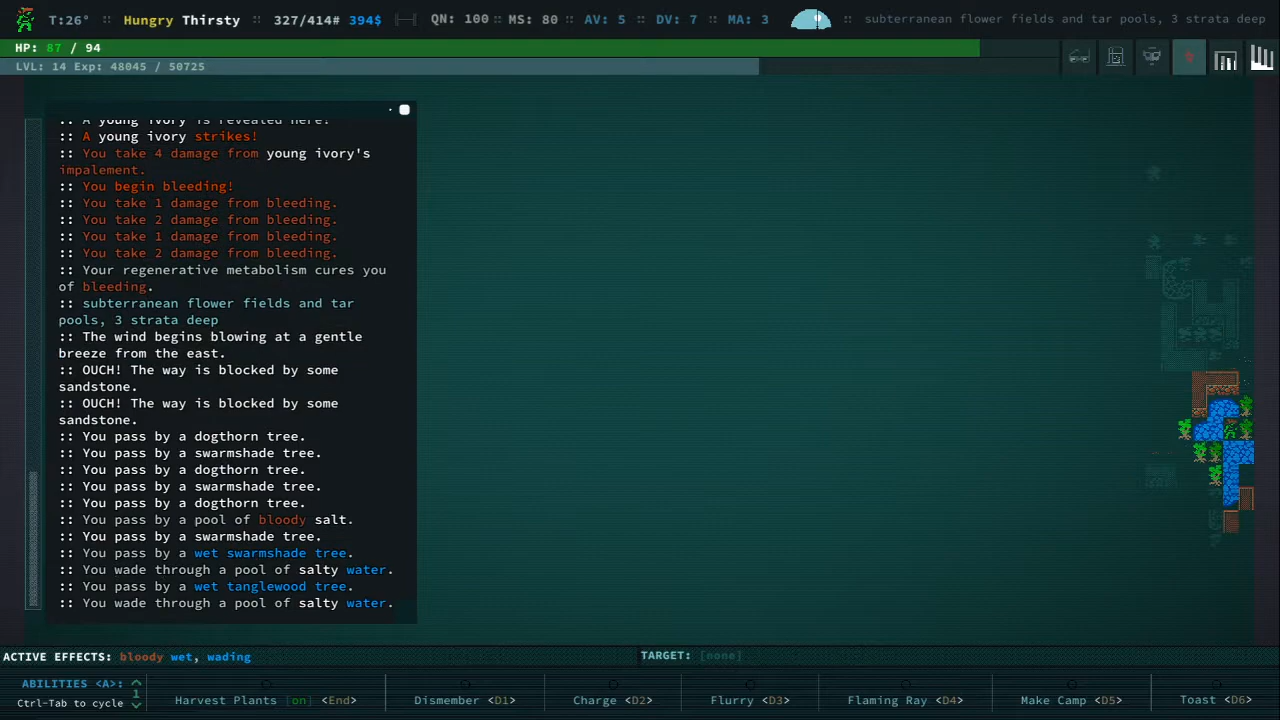 T:26° :: Hungry Thirsty :: 327/414# 394$ QN: 100:: MS: 80 :: AV: 5 :: DV: 7 :: MA: 3 :: subterranean flower fields and tar pools, 3 strata deep
HP: 87 / 94
LVL: 14 Exp: 48045 / 50725
:: A young ivory is revealed here!
:: A young ivory strikes!
:: You take 4 damage from young ivory's
impalement.
:: You begin bleeding!
:: You take 1 damage from bleeding.
:: You take 2 damage from bleeding.
:: You take 1 damage from bleeding.
:: You take 2 damage from bleeding.
:: Your regenerative metabolism cures you
of bleeding.
:: subterranean flower fields and tar
pools, 3 strata deep
:: The wind begins blowing at a gentle
breeze from the east.
:: OUCH! The way is blocked by some
sandstone.
:: OUCH! The way is blocked by some
sandstone.
:: You pass by a dogthorn tree.
:: You pass by a swarmshade tree.
:: You pass by a dogthorn tree.
:: You pass by a swarmshade tree.
:: You pass by a dogthorn tree.
:: You pass by a pool of bloody salt.
:: You pass by a swarmshade tree.
:: You pass by a wet swarmshade tree.
:: You wade through a pool of salty water.
:: You pass by a wet tanglewood tree.
:: You wade through a pool of salty water.
ACTIVE EFFECTS: bloody wet, wading
TARGET: [none]
ABILITIES <A>: 1
Ctrl-Tab to cycle
Harvest Plants [on] <End>
Dismember <D1>
Charge <D2>
Flurry <D3>
Flaming Ray <D4>
Make Camp <D5>
Toast <D6>